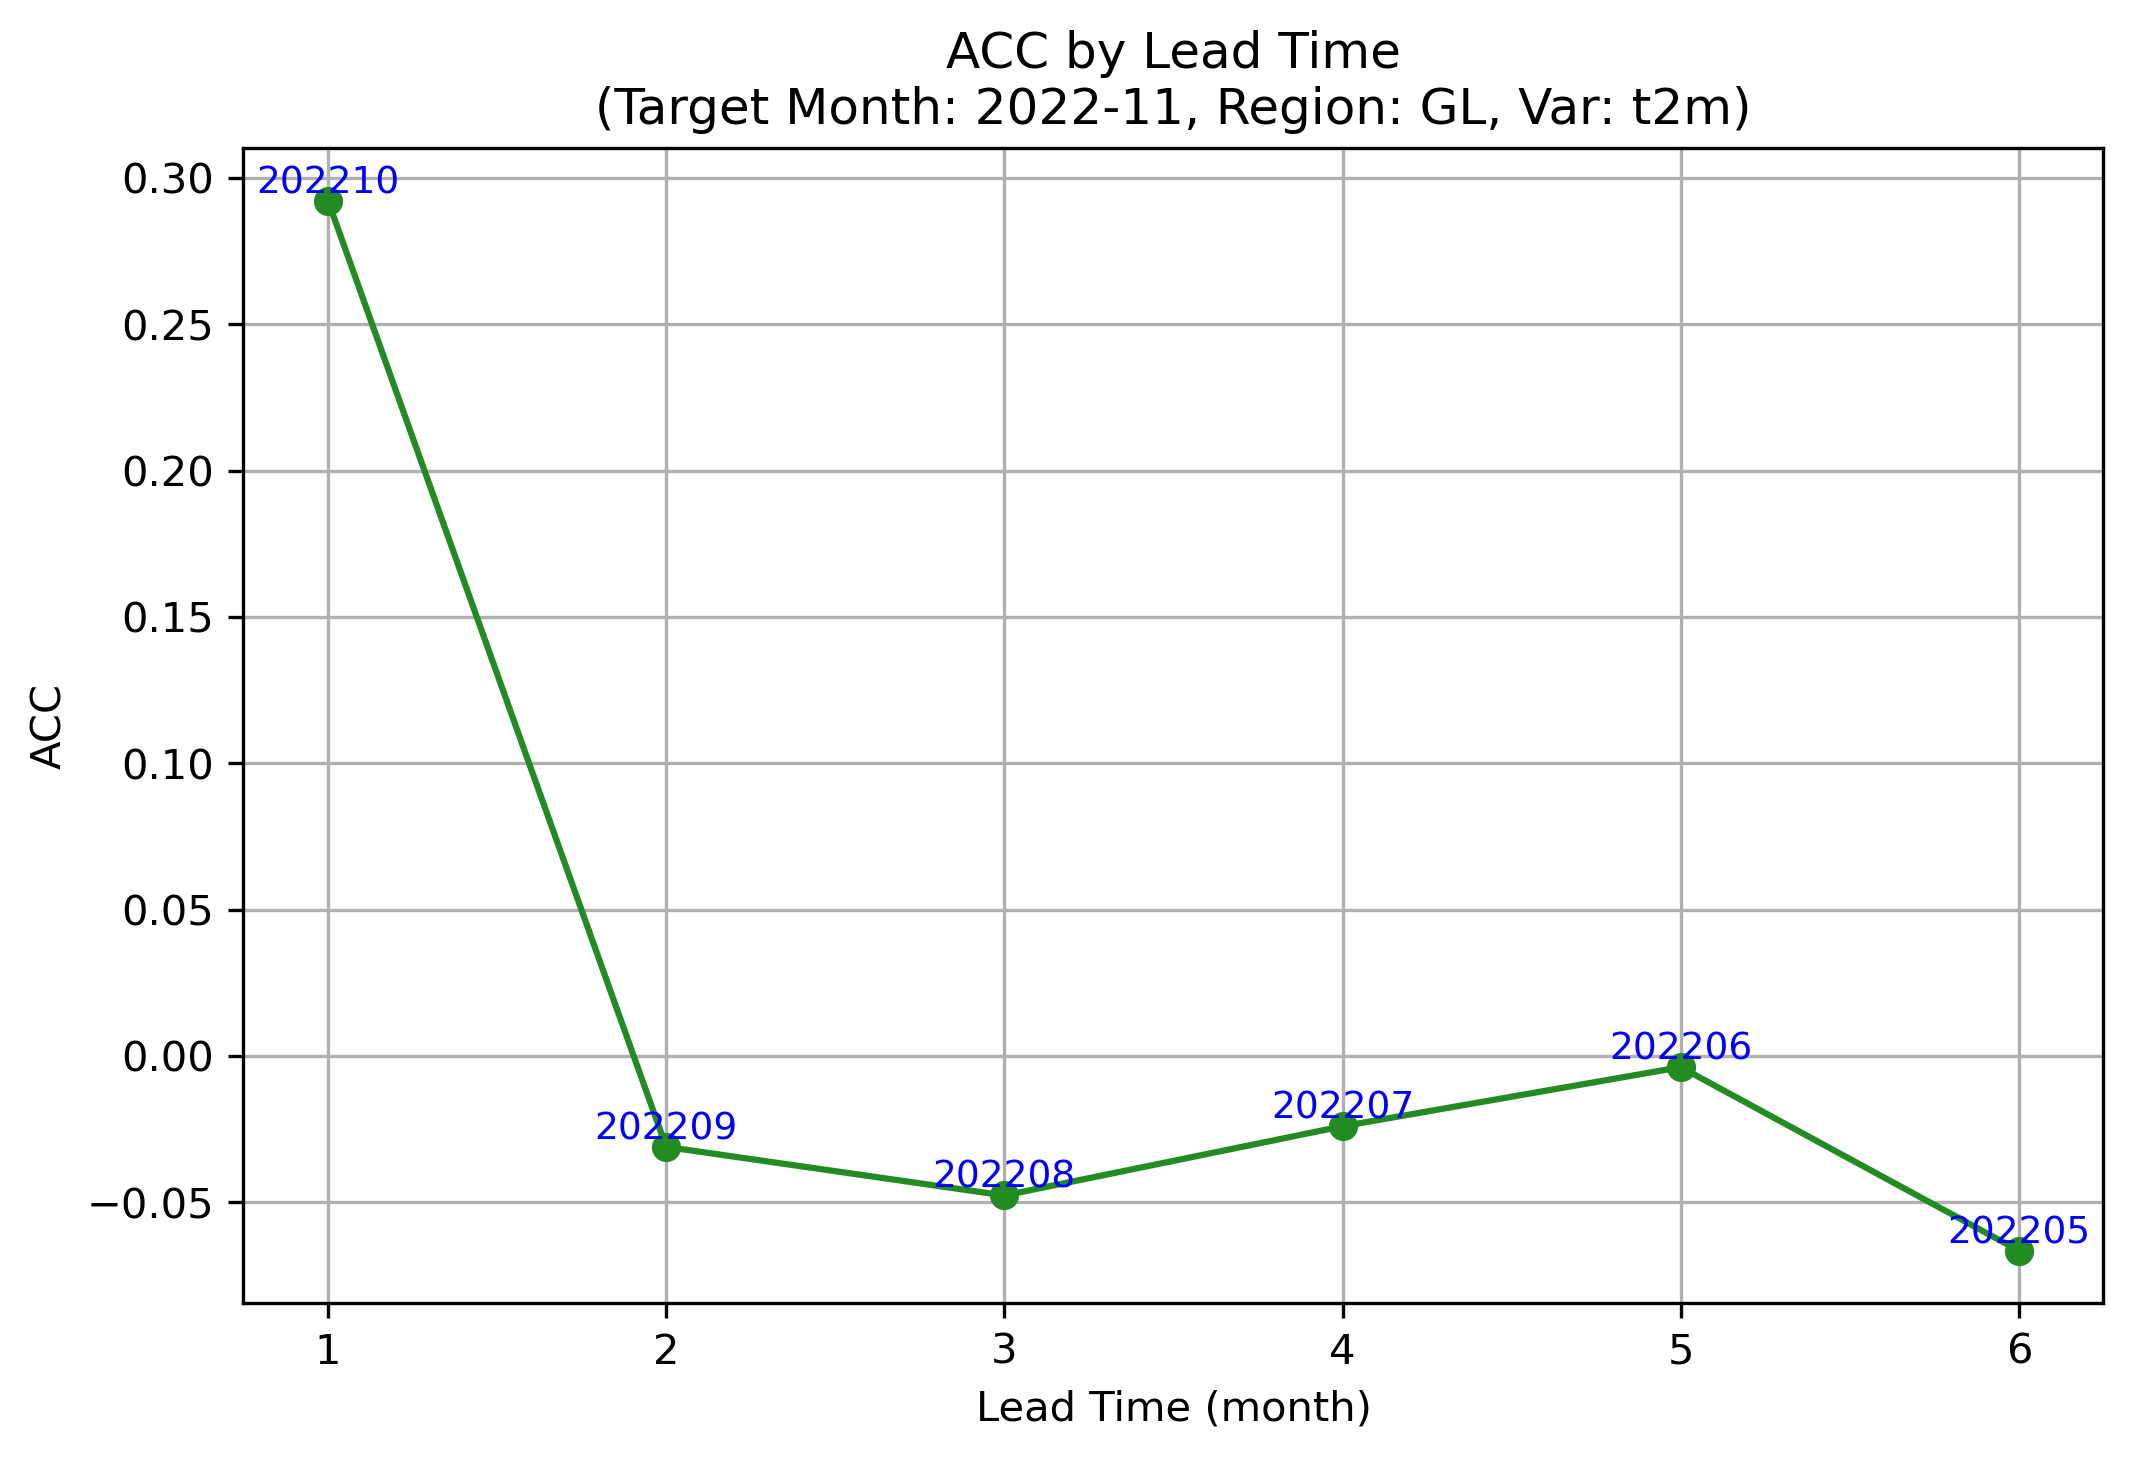 ACC by Lead Time
(Target Month: 2022-11, Region: GL, Var: t2m)
ACC
0.30
0.25
0.20
0.15
0.10
0.05
0.00
−0.05
202210
202209
202208
202207
202206
202205
1 2 3 4 5 6
Lead Time (month)